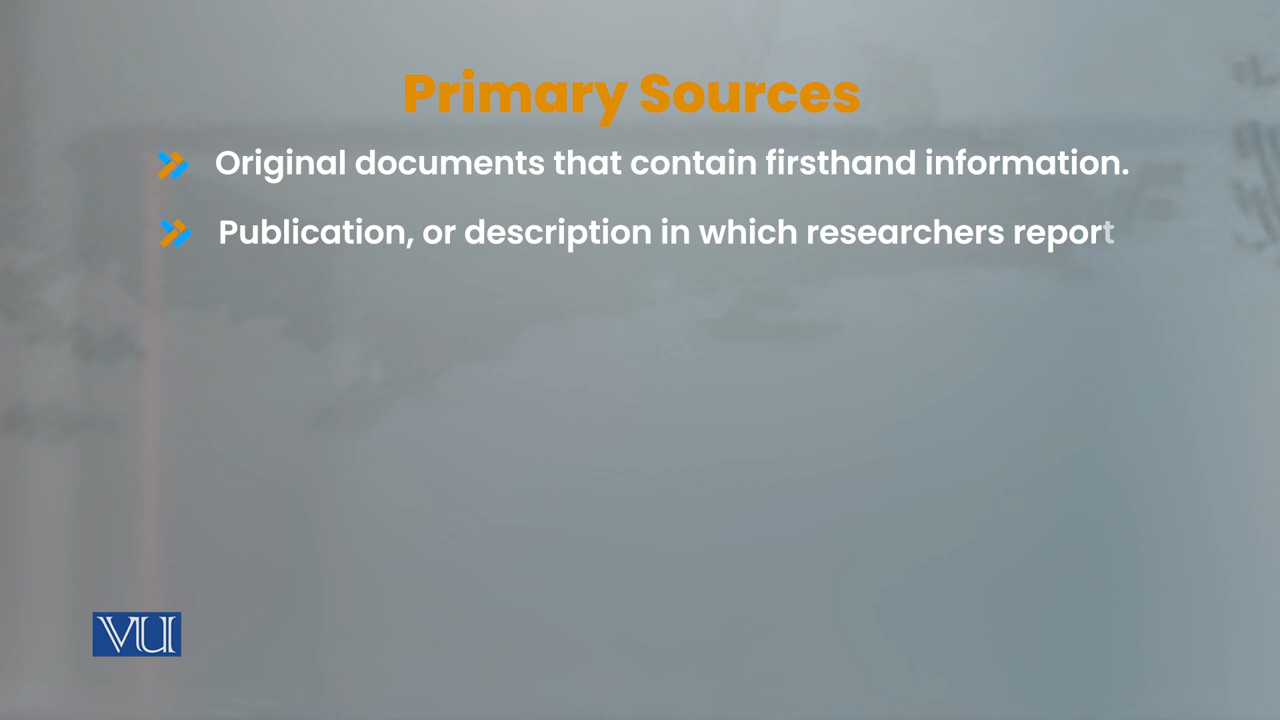 Primary Sources
Original documents that contain firsthand information.
Publication, or description in which researchers report
VU